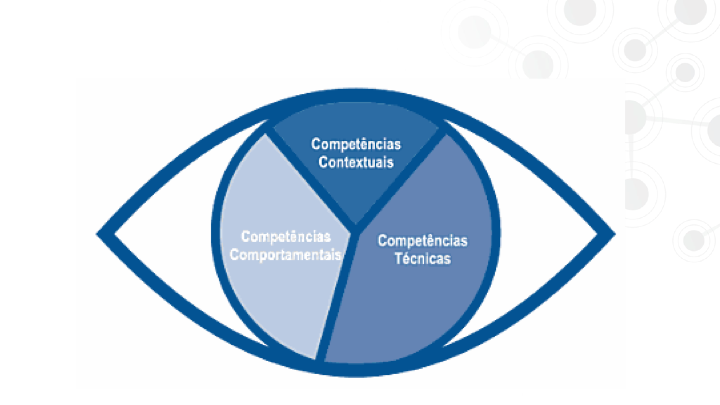 Competências
Contextuais
Competências
Comportamentais
Competências
Técnicas